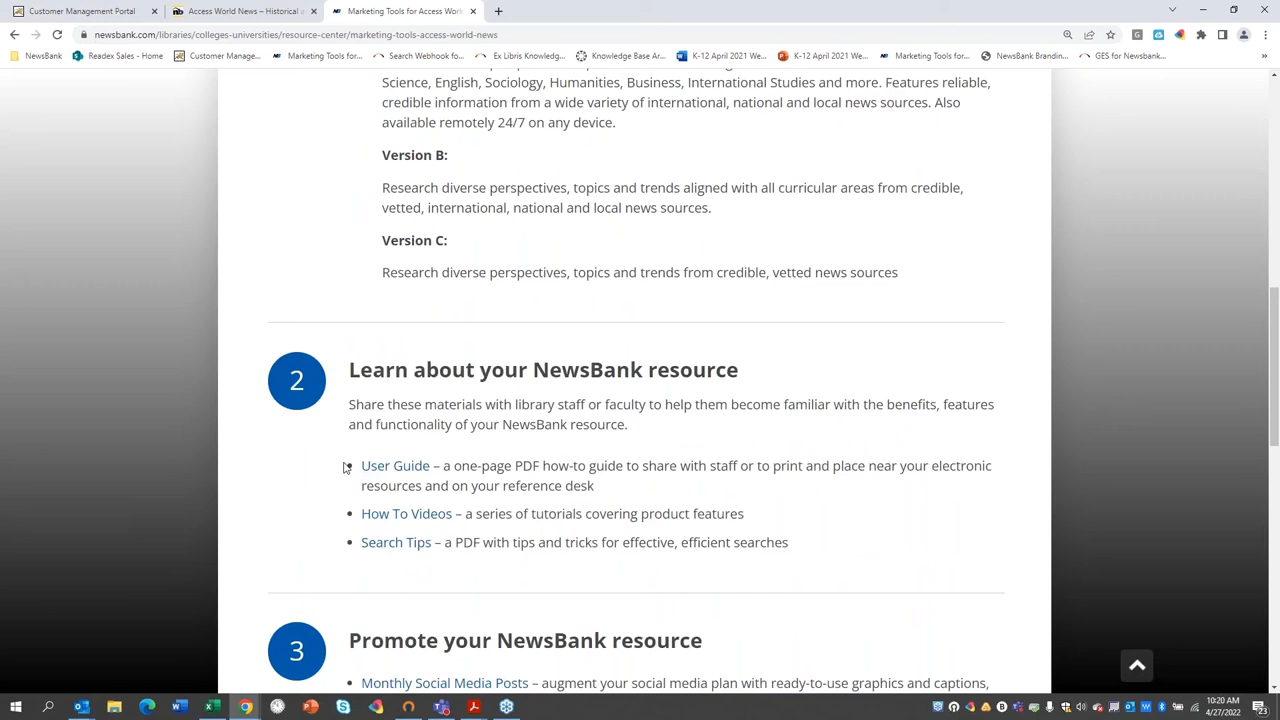 Customer Portal
Access World News – Historical a
Marketing Tools for Access World
newsbank.com/libraries/colleges-universities/resource-center/marketing-tools-access-world-news
NewsBank
Readex Sales - Home
Customer Manage...
Marketing Tools for...
Search Webhook fo...
Ex Libris Knowledg...
Knowledge Base Ar...
K-12 April 2021 We...
K-12 April 2021 We...
Marketing Tools for...
NewsBank Brandin...
GES for Newsbank...
Science, English, Sociology, Humanities, Business, International Studies and more. Features reliable,
credible information from a wide variety of international, national and local news sources. Also
available remotely 24/7 on any device.
Version B:
Research diverse perspectives, topics and trends aligned with all curricular areas from credible,
vetted, international, national and local news sources.
Version C:
Research diverse perspectives, topics and trends from credible, vetted news sources
2
Learn about your NewsBank resource
Share these materials with library staff or faculty to help them become familiar with the benefits, features
and functionality of your NewsBank resource.
• User Guide – a one-page PDF how-to guide to share with staff or to print and place near your electronic
resources and on your reference desk
• How To Videos – a series of tutorials covering product features
• Search Tips – a PDF with tips and tricks for effective, efficient searches
3
Promote your NewsBank resource
• Monthly Social Media Posts – augment your social media plan with ready-to-use graphics and captions,
10:20 AM
4/27/2022